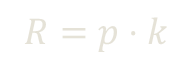 R = p · k